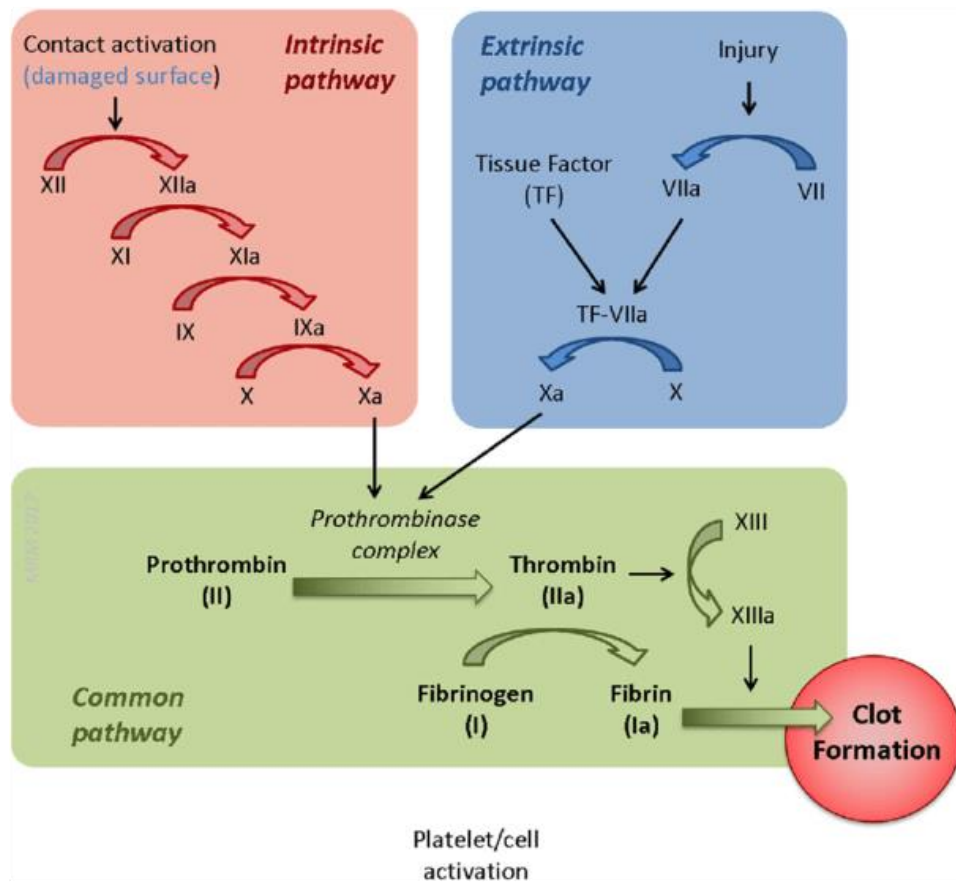 Contact activation
(damaged surface)
Intrinsic
pathway
XII
XIIa
XI
XIa
IX
IXa
X
Xa
Extrinsic
pathway
Injury
Tissue Factor
(TF)
VIIa
VII
TF-VIIa
Xa
X
Prothrombinase
complex
Prothrombin
(II)
Thrombin
(IIa)
XIII
XIIIa
Fibrinogen
(I)
Fibrin
(Ia)
Common
pathway
Clot
Formation
Platelet/cell
activation